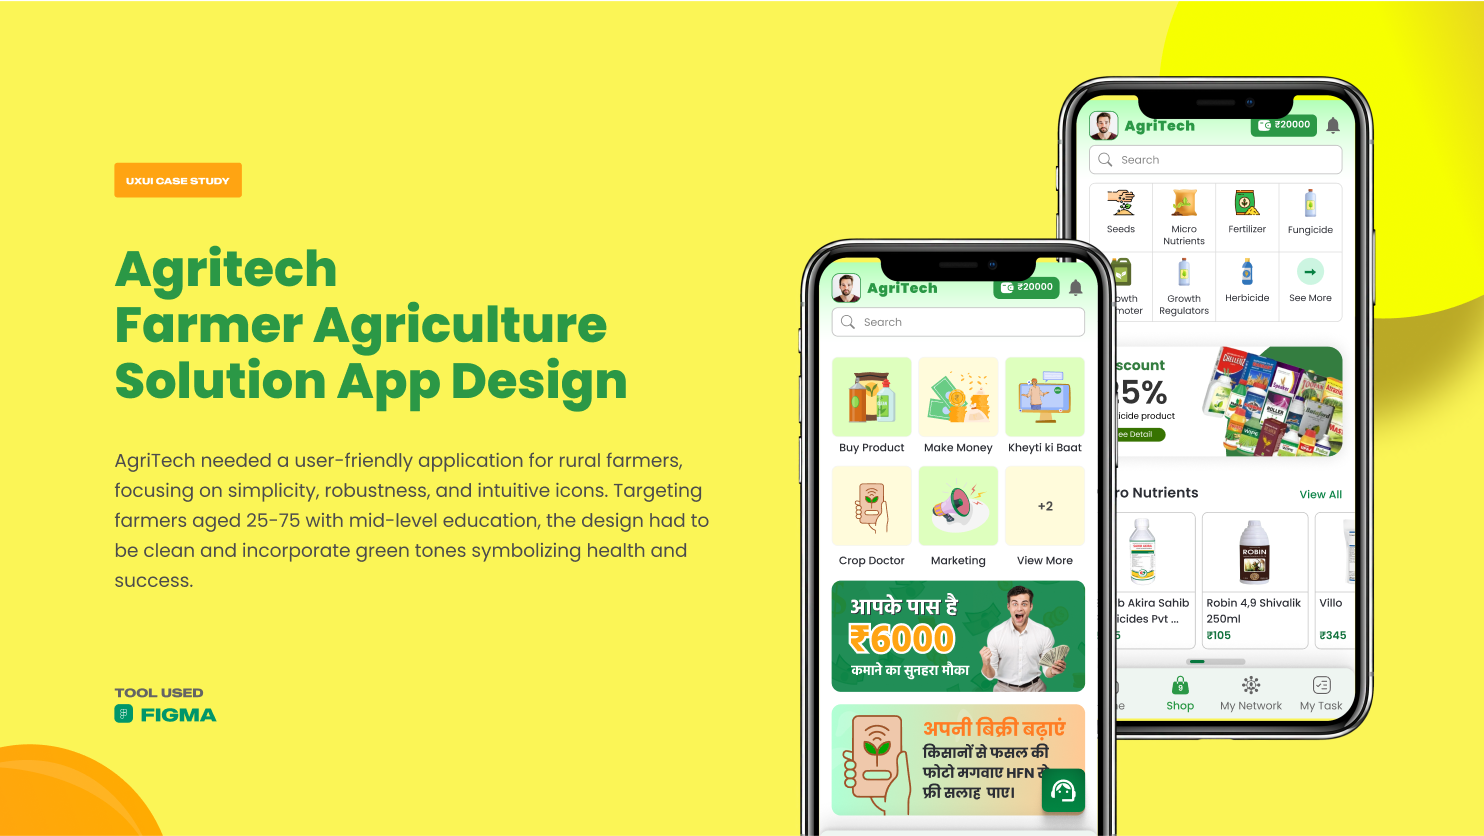 UXUI CASE STUDY
Agritech
Farmer Agriculture
Solution App Design
AgriTech needed a user-friendly application for rural farmers,
focusing on simplicity, robustness, and intuitive icons. Targeting
farmers aged 25-75 with mid-level education, the design had to
be clean and incorporate green tones symbolizing health and
success.
TOOL USED
FIGMA
AgriTech
₹20000
Search
Buy Product
Make Money
Kheyti ki Baat
+2
Crop Doctor
Marketing
View More
आपके पास है
₹6000
कमाने का सुनहरा मौका
अपनी बिक्री बढ़ाएं
किसानों से फसल की
फोटो मगवाए HFN से
फ्री सलाह पाए।
AgriTech
₹20000
Search
Seeds
Micro
Nutrients
Fertilizer
Fungicide
Growth
Regulators
Herbicide
See More
scount
35%
icide product
ee Detail
ro Nutrients
View All
b Akira Sahib
icides Pvt ...
5
ROBIN
Robin 4,9 Shivalik
250ml
₹105
Villo
₹345
9
Shop
My Network
My Task